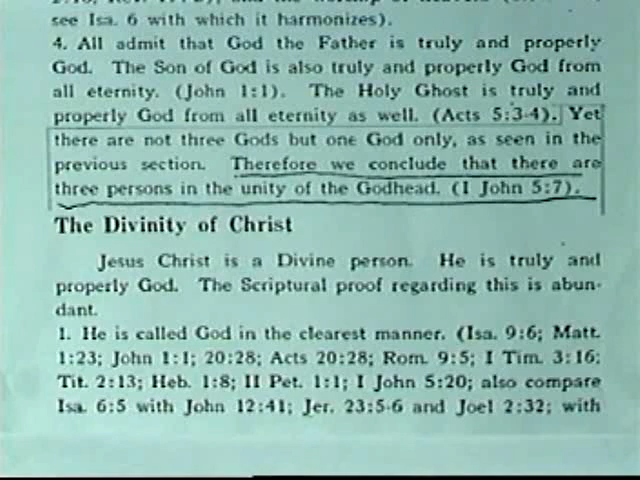 see Isa. 6 with which it harmonizes).
4. All admit that God the Father is truly and properly
God. The Son of God is also truly and properly God from
all eternity. (John 1:1). The Holy Ghost is truly and
properly God from all eternity as well. (Acts 5:3-4). Yet
there are not three Gods but one God only, as seen in the
previous section. Therefore we conclude that there are
three persons in the unity of the Godhead. (I John 5:7).
The Divinity of Christ
Jesus Christ is a Divine person. He is truly and
properly God. The Scriptural proof regarding this is abun-
dant.
1. He is called God in the clearest manner. (Isa. 9:6; Matt.
1:23; John 1:1; 20:28; Acts 20:28; Rom. 9:5; I Tim. 3:16;
Tit. 2:13; Heb. 1:8; II Pet. 1:1; I John 5:20; also compare
Isa. 6:5 with John 12:41; Jer. 23:5-6 and Joel 2:32; with